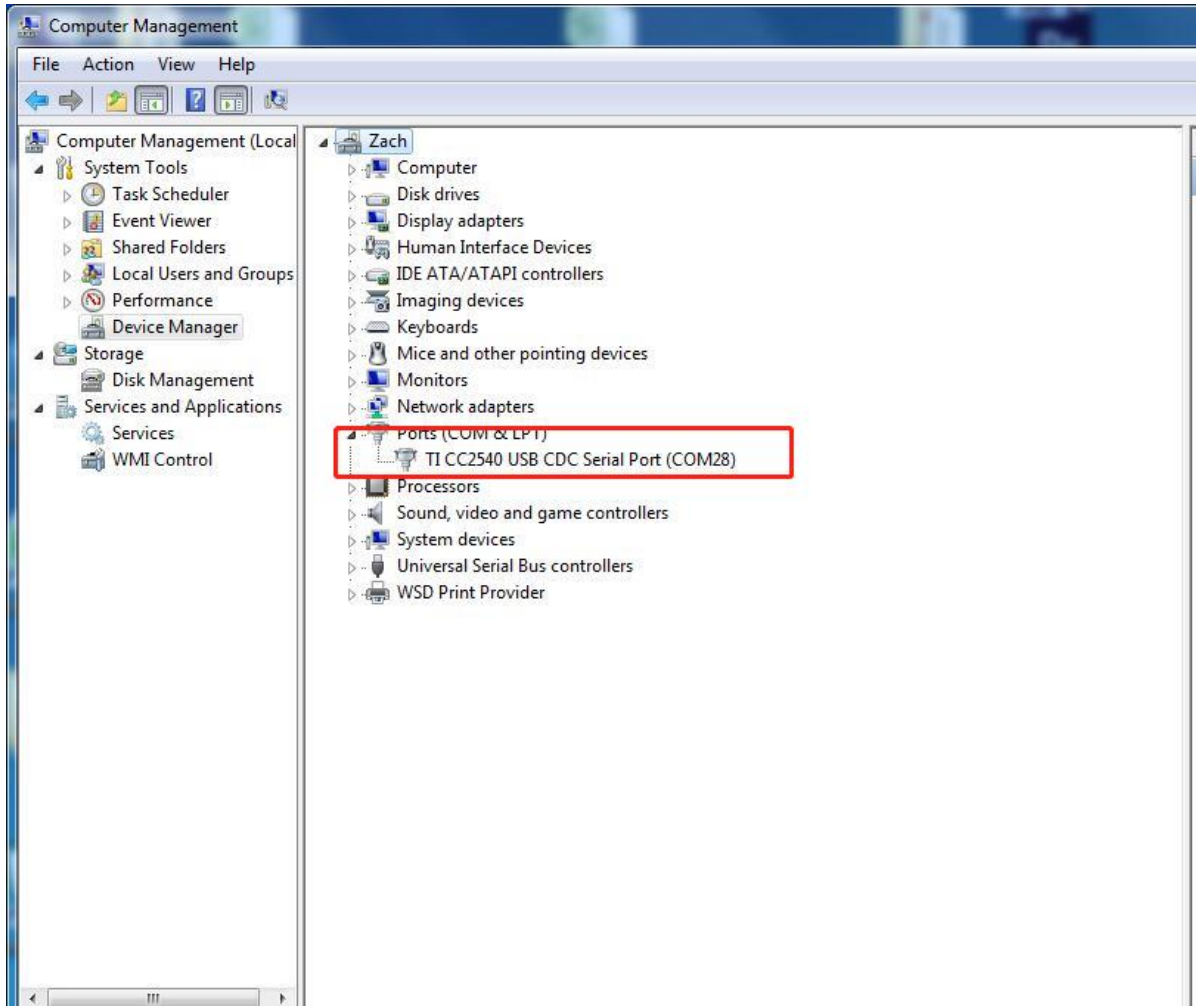 Computer Management
File Action View Help
Computer Management (Local
System Tools
Task Scheduler
Event Viewer
Shared Folders
Local Users and Groups
Performance
Device Manager
Storage
Disk Management
Services and Applications
Services
WMI Control
Zach
Computer
Disk drives
Display adapters
Human Interface Devices
IDE ATA/ATAPI controllers
Imaging devices
Keyboards
Mice and other pointing devices
Monitors
Network adapters
Ports (COM & LPT)
TI CC2540 USB CDC Serial Port (COM28)
Processors
Sound, video and game controllers
System devices
Universal Serial Bus controllers
WSD Print Provider